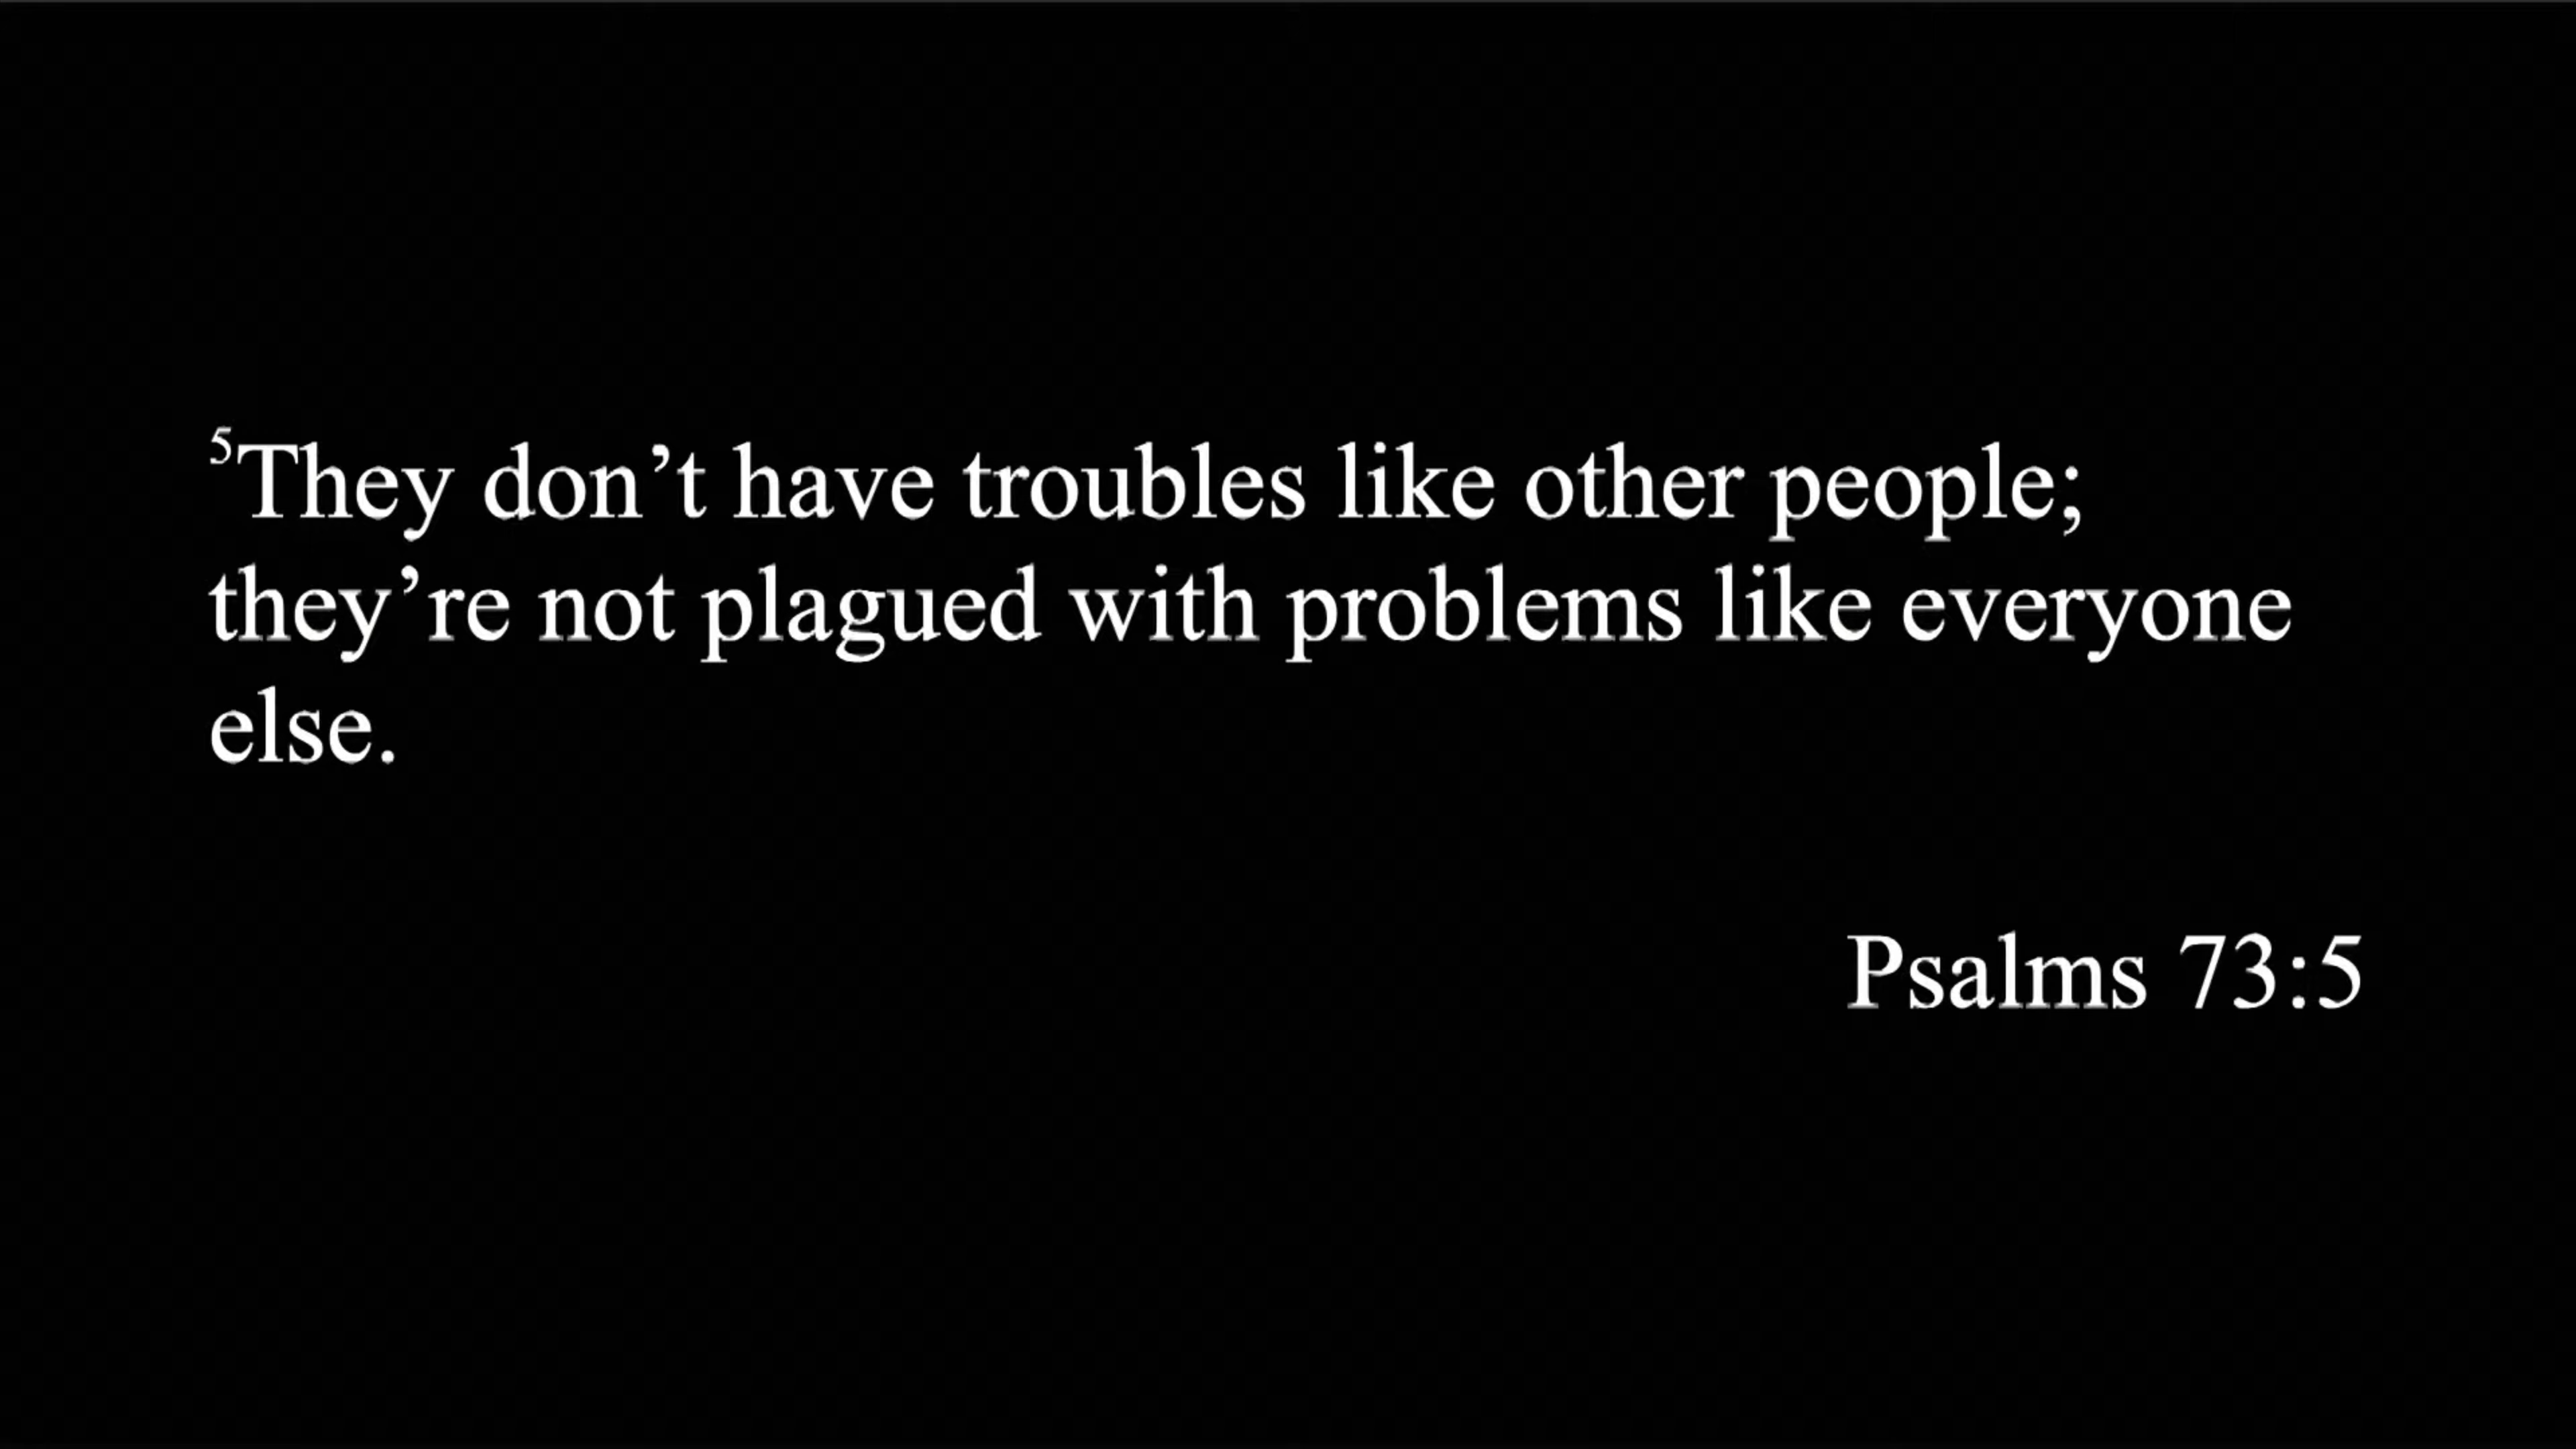 ⁵They don’t have troubles like other people;
they’re not plagued with problems like everyone
else.
Psalms 73:5